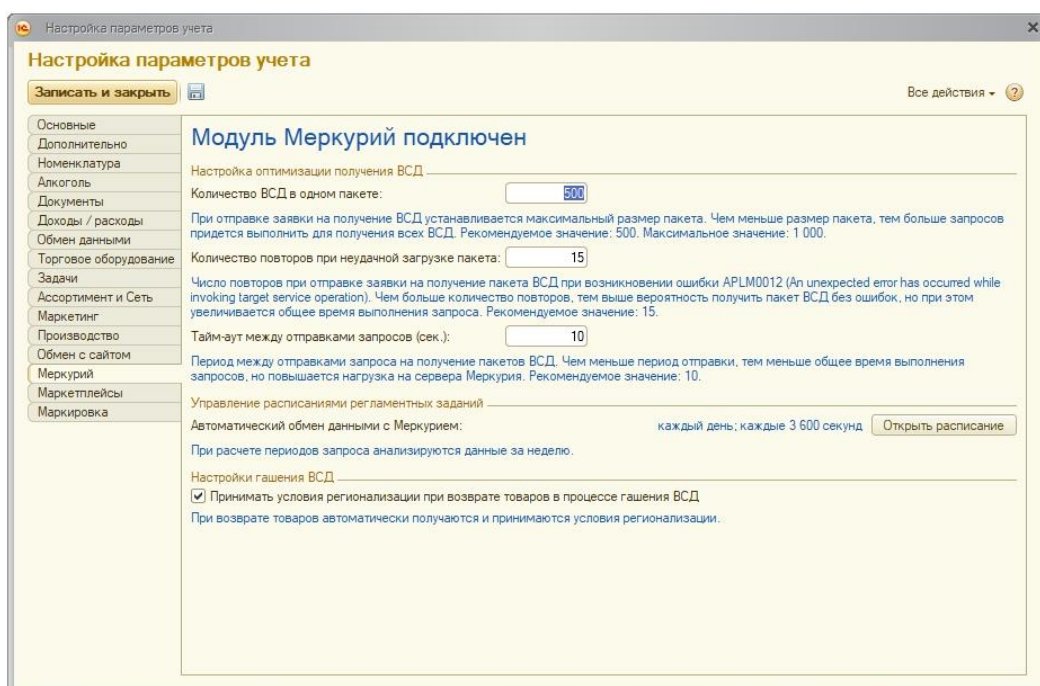 1С Настройка параметров учета
Настройка параметров учета
Записать и закрыть
Все действия
?
Основные
Дополнительно
Номенклатура
Алкоголь
Документы
Доходы / расходы
Обмен данными
Торговое оборудование
Задачи
Ассортимент и Сеть
Маркетинг
Производство
Обмен с сайтом
Меркурий
Маркетплейсы
Маркировка
Модуль Меркурий подключен
Настройка оптимизации получения ВСД
Количество ВСД в одном пакете: 500
При отправке заявки на получение ВСД устанавливается максимальный размер пакета. Чем меньше размер пакета, тем больше запросов
придется выполнить для получения всех ВСД. Рекомендуемое значение: 500. Максимальное значение: 1 000.
Количество повторов при неудачной загрузке пакета: 15
Число повторов при отправке заявки на получение пакета ВСД при возникновении ошибки APLM0012 (An unexpected error has occurred while
invoking target service operation). Чем больше количество повторов, тем выше вероятность получить пакет ВСД без ошибок, но при этом
увеличивается общее время выполнения запроса. Рекомендуемое значение: 15.
Тайм-аут между отправками запросов (сек.): 10
Период между отправками запроса на получение пакетов ВСД. Чем меньше период отправки, тем меньше общее время выполнения
запросов, но повышается нагрузка на сервера Меркурия. Рекомендуемое значение: 10.
Управление расписаниями регламентных заданий
Автоматический обмен данными с Меркурием: каждый день; каждые 3 600 секунд Открыть расписание
При расчете периодов запроса анализируются данные за неделю.
Настройки гашения ВСД
Принимать условия регионализации при возврате товаров в процессе гашения ВСД
При возврате товаров автоматически получаются и принимаются условия регионализации.